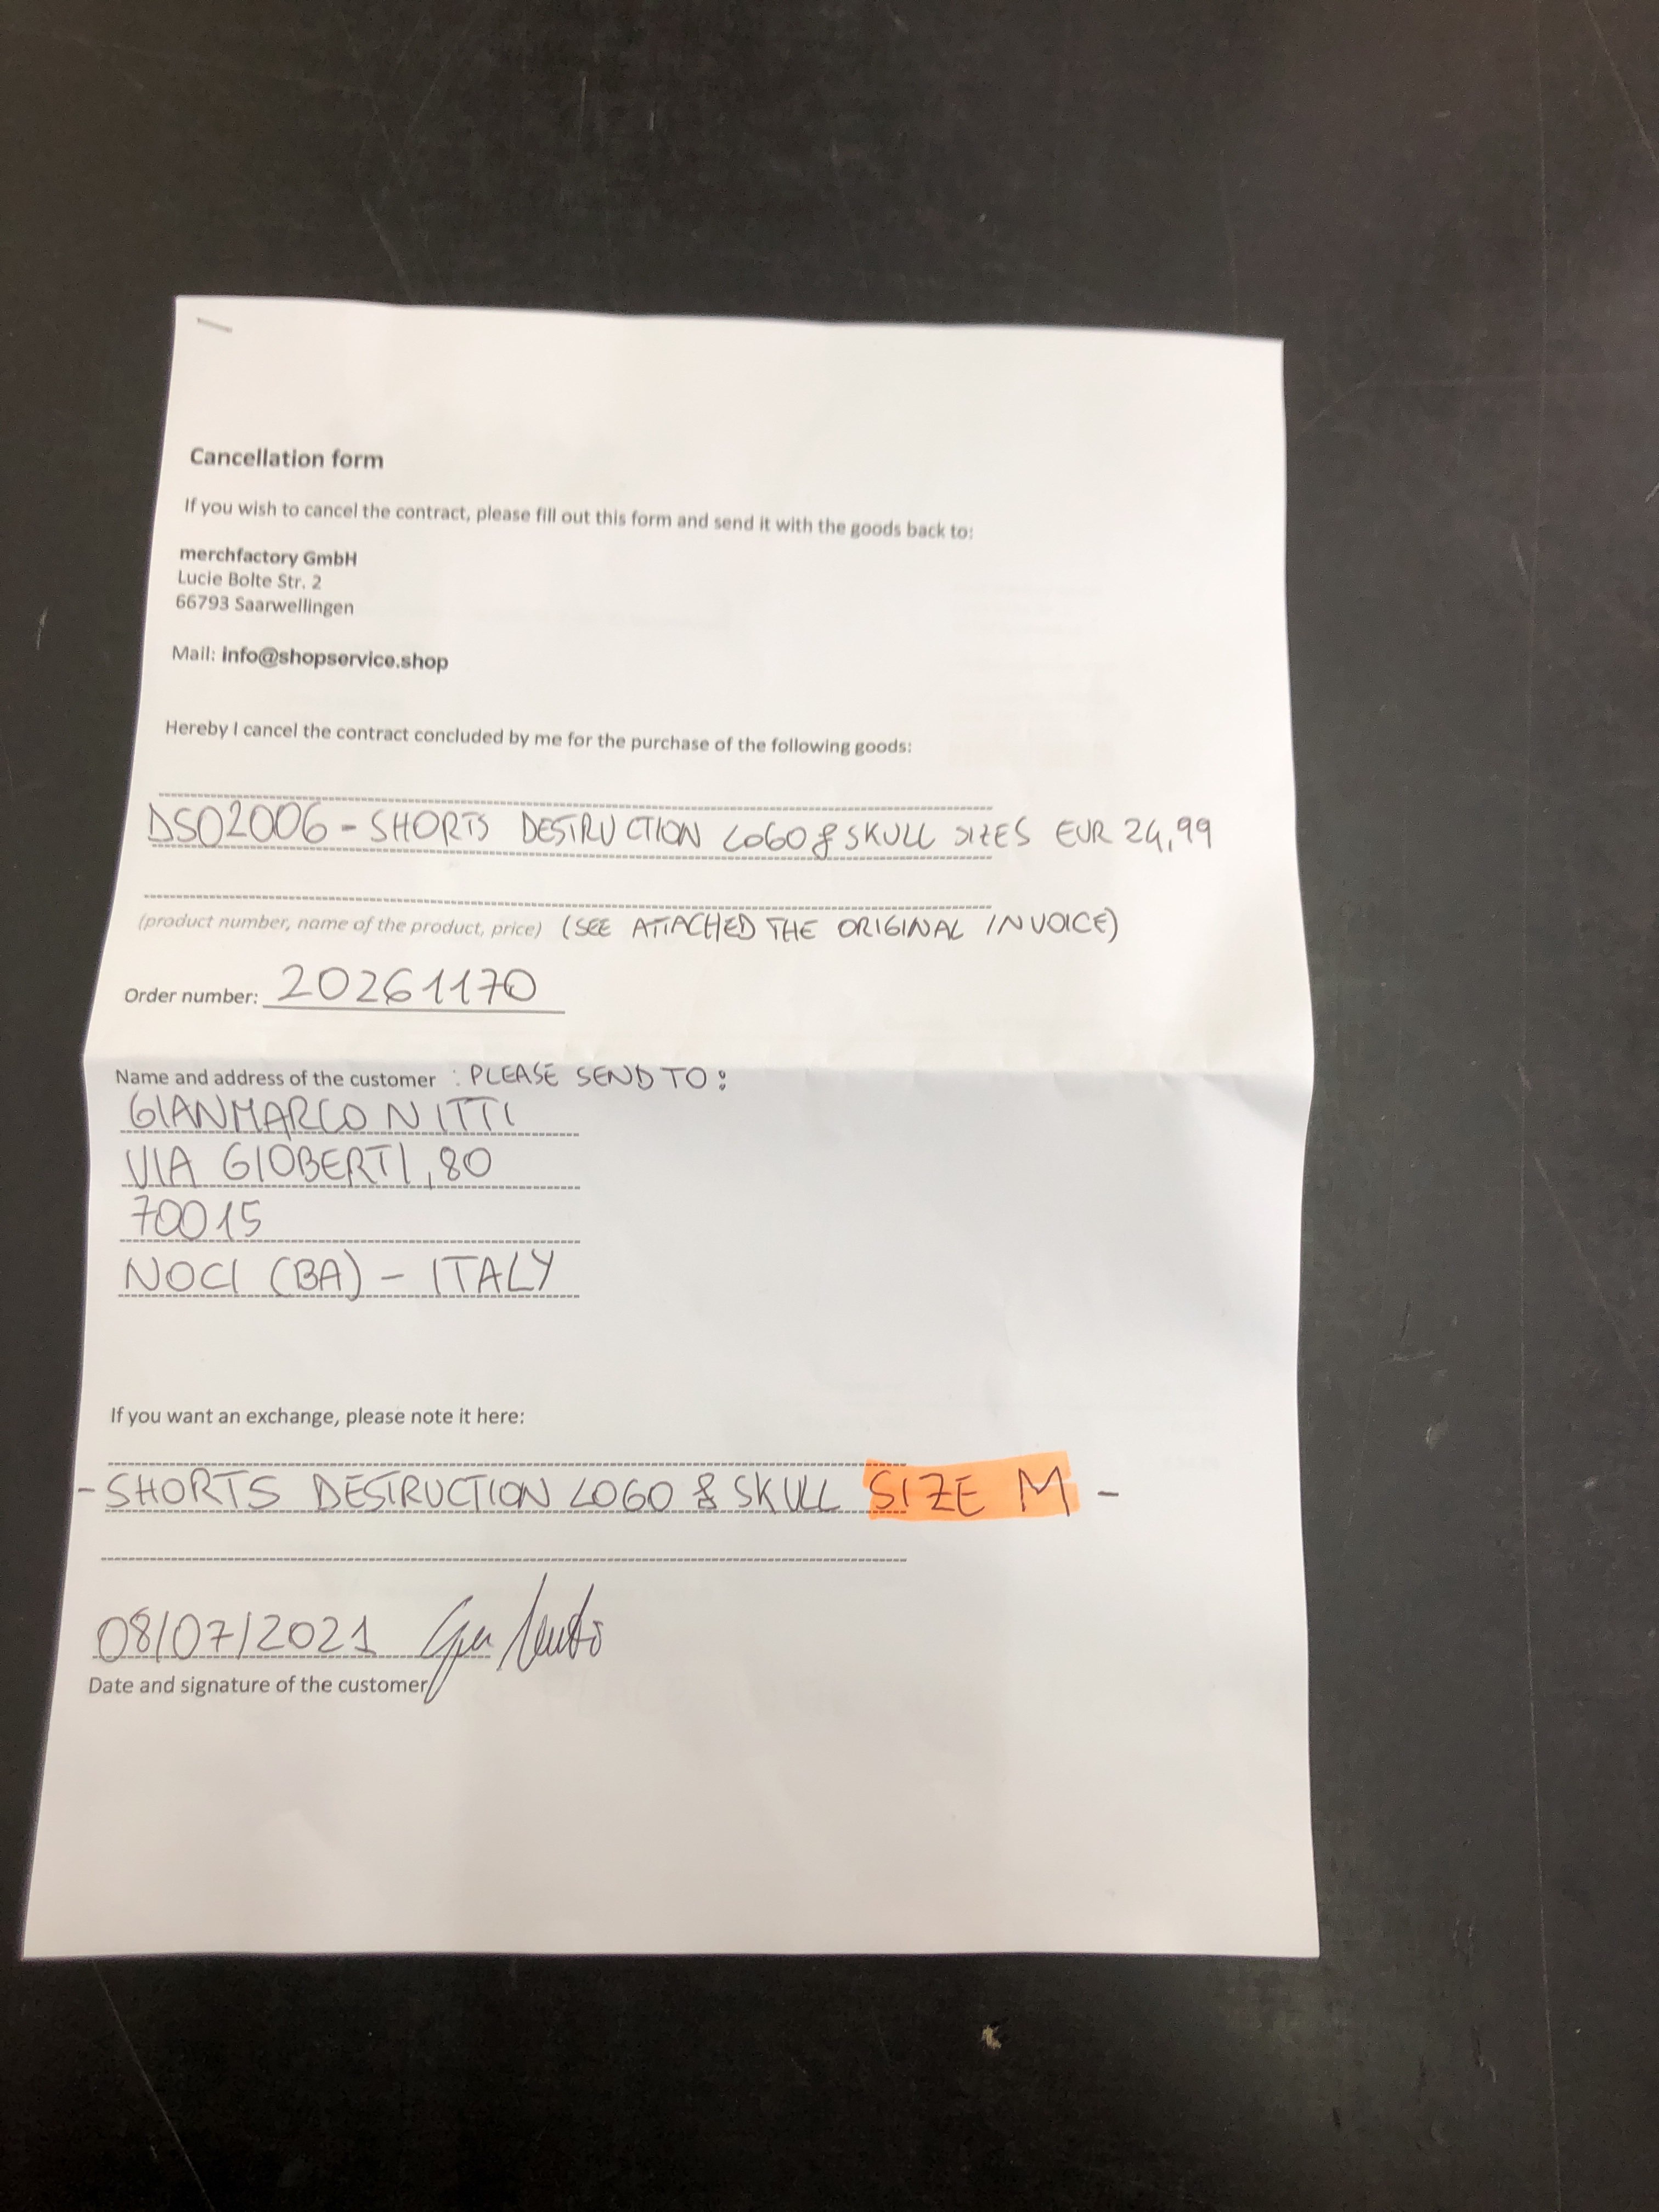 Cancellation form
If you wish to cancel the contract, please fill out this form and send it with the goods back to:
merchfactory GmbH
Lucie Bolte Str. 2
66793 Saarwellingen
Mail: info@shopservice.shop
Hereby I cancel the contract concluded by me for the purchase of the following goods:
DSO2006 - SHORTS DESTRUCTION LOGO & SKULL SIZES EUR 24,99
(product number, name of the product, price) (SEE ATTACHED THE ORIGINAL INVOICE)
Order number: 20261170
Name and address of the customer : PLEASE SEND TO:
GIANMARCO NITTI
VIA GIOBERTI, 80
70015
NOCI (BA) - ITALY
If you want an exchange, please note it here:
- SHORTS DESTRUCTION LOGO & SKULL SIZE M -
08/07/2021
Date and signature of the customer